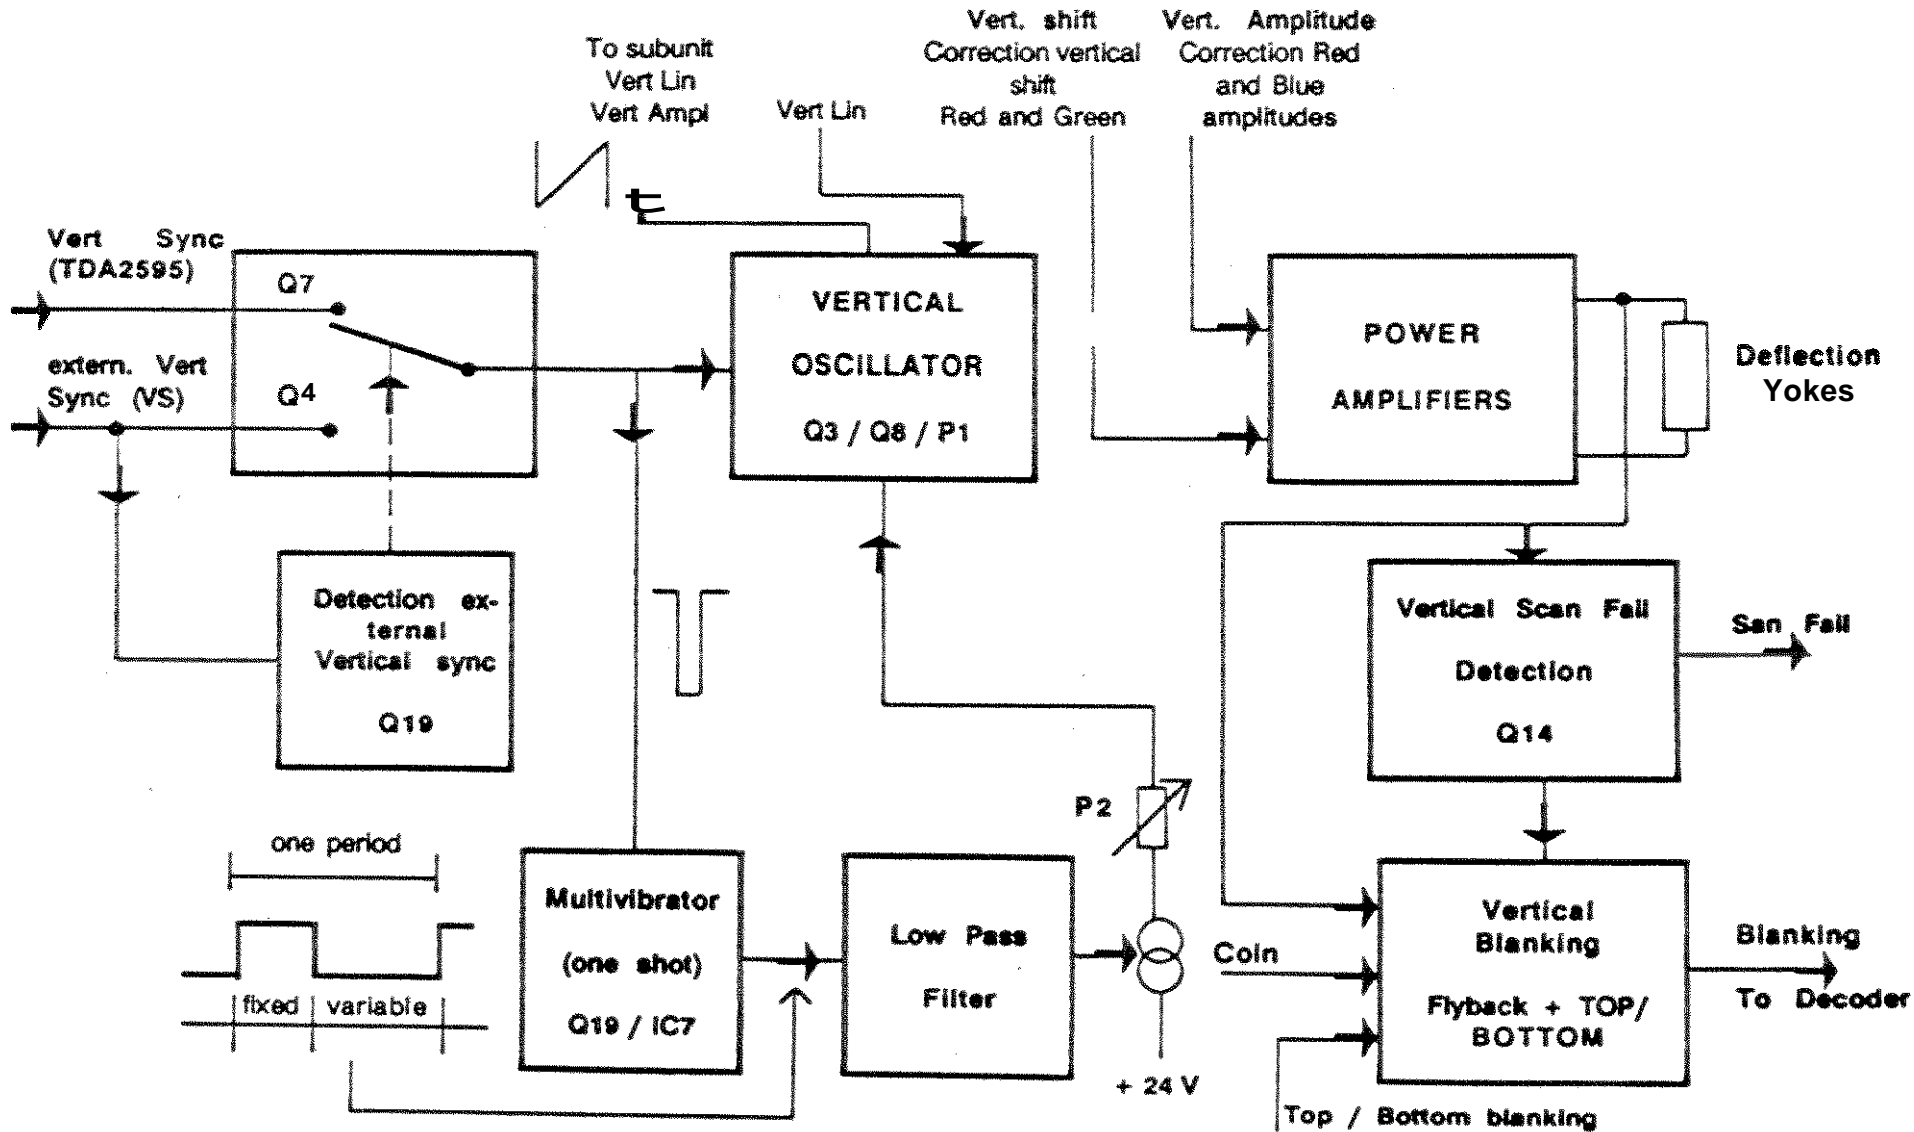 To subunit
Vert Lin
Vert Ampl
Vert Lin
Vert. shift
Correction vertical
shift
Red and Green
Vert. Amplitude
Correction Red
and Blue
amplitudes
t
Vert Sync
(TDA2595)
Q7
extern. Vert
Sync (VS)
Q4
VERTICAL
OSCILLATOR
Q3 / Q8 / P1
POWER
AMPLIFIERS
Deflection
Yokes
Detection ex-
ternal
Vertical sync
Q19
Vertical Scan Fail
Detection
Q14
San Fail
P2
one period
fixed
variable
Multivibrator
(one shot)
Q19 / IC7
Low Pass
Filter
+ 24 V
Coin
Vertical
Blanking
Flyback + TOP/
BOTTOM
Blanking
To Decoder
Top / Bottom blanking